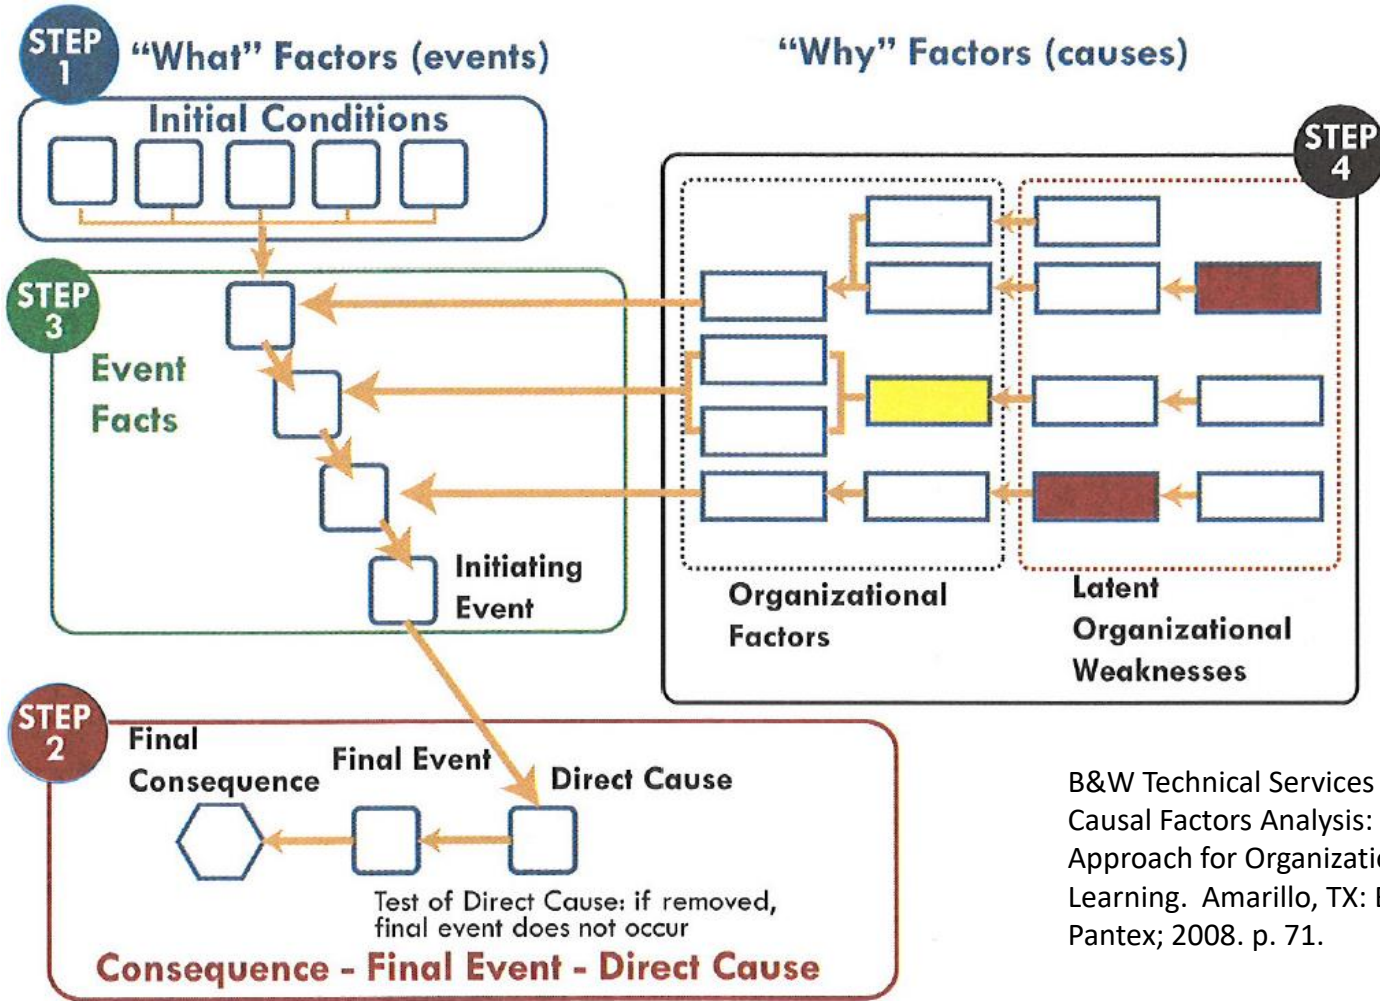 STEP
1
“What” Factors (events)
“Why” Factors (causes)
Initial Conditions
STEP
4
STEP
3
Event
Facts
Initiating
Event
Organizational
Factors
Latent
Organizational
Weaknesses
STEP
2
Final
Consequence
Final Event
Direct Cause
Test of Direct Cause: if removed,
final event does not occur
Consequence - Final Event - Direct Cause
B&W Technical Services
Causal Factors Analysis:
Approach for
Learning. Amarillo, TX:
Pantex; 2008. p. 71.